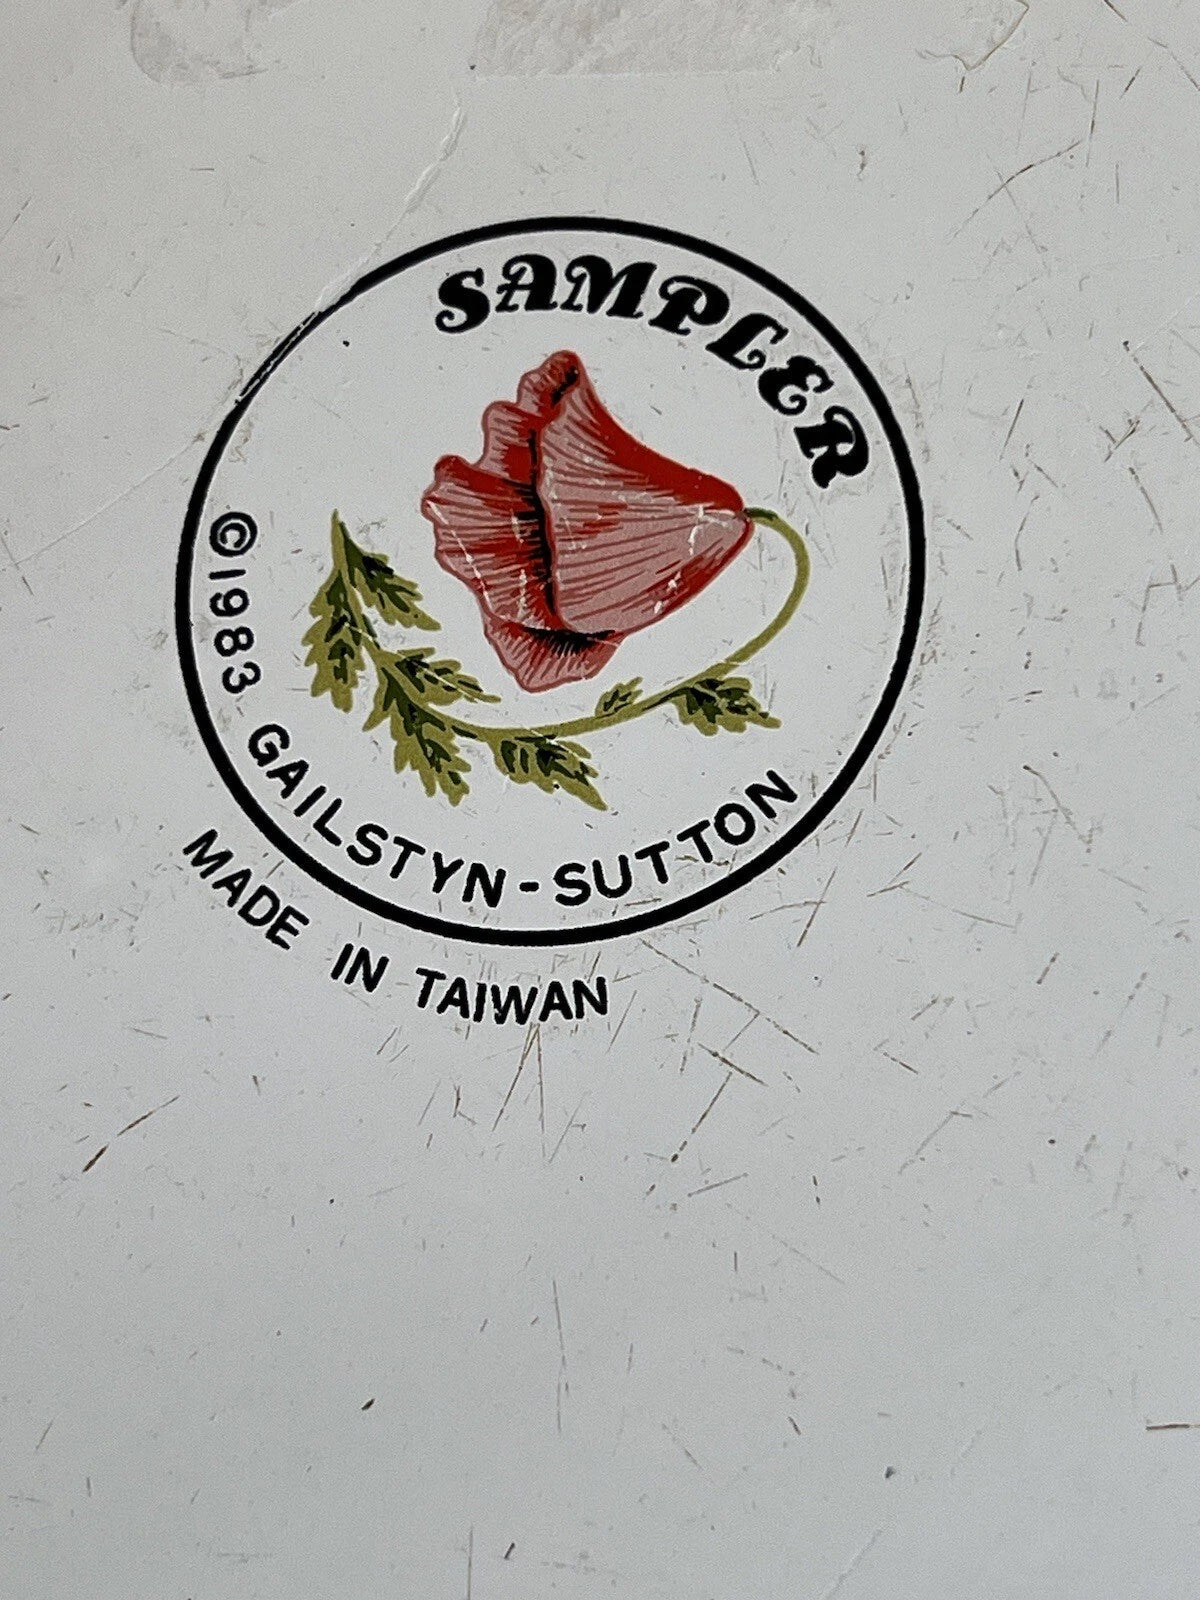 SAMPLER
©1983 GAILSTYN-SUTTON
MADE IN TAIWAN